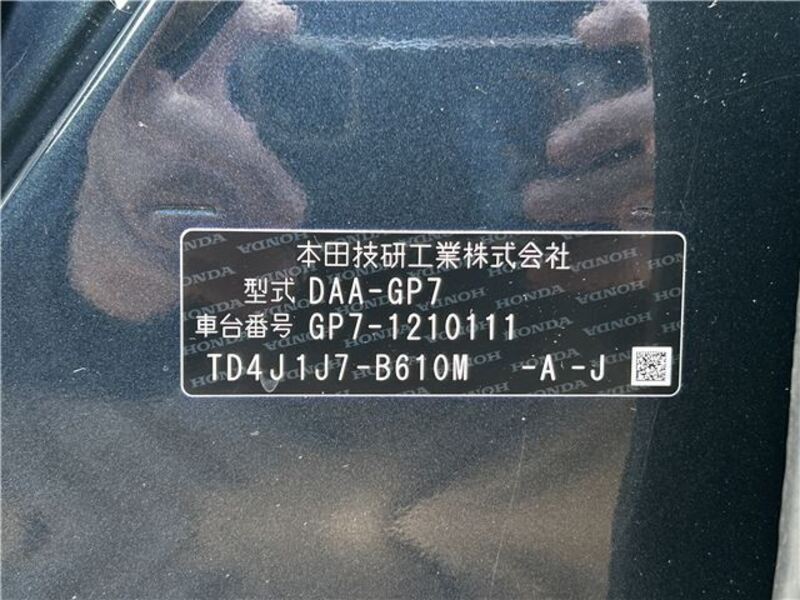 本田技研工業株式会社
型式 DAA-GP7
車台番号 GP7-1210111
TD4J1J7-B610M -A -J